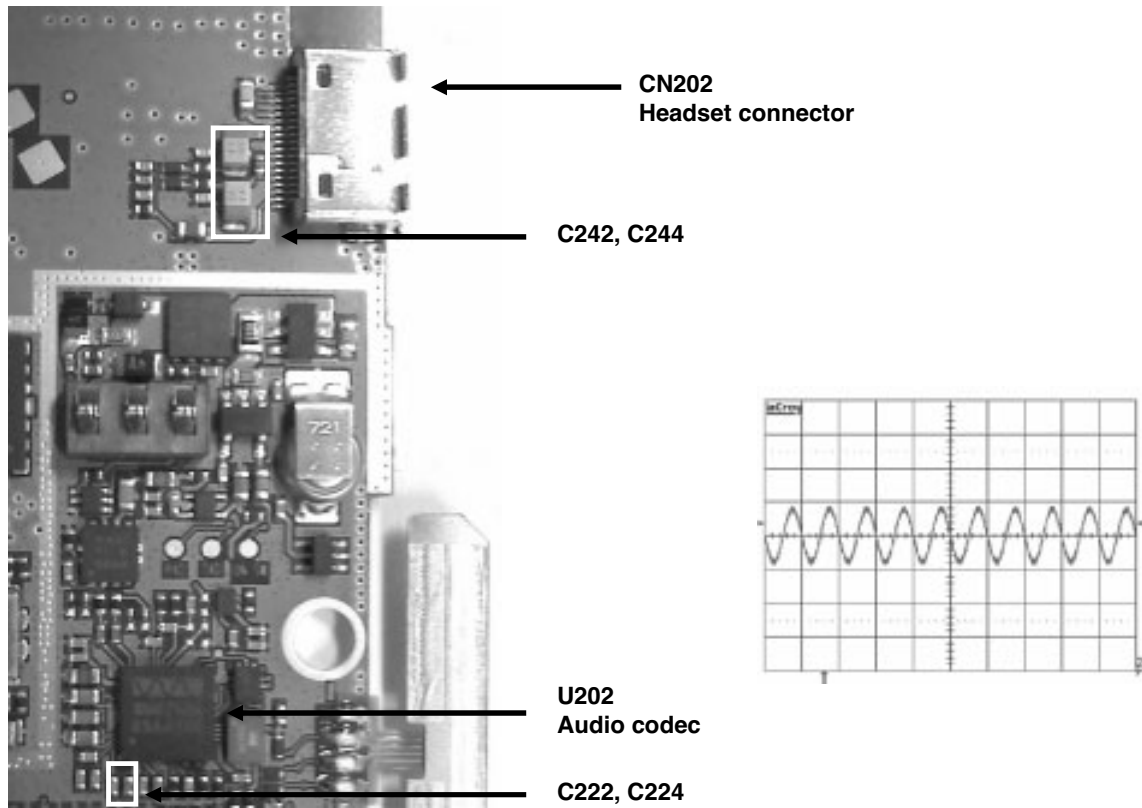 CN202
Headset connector
C242, C244
721
U202
Audio codec
C222, C224